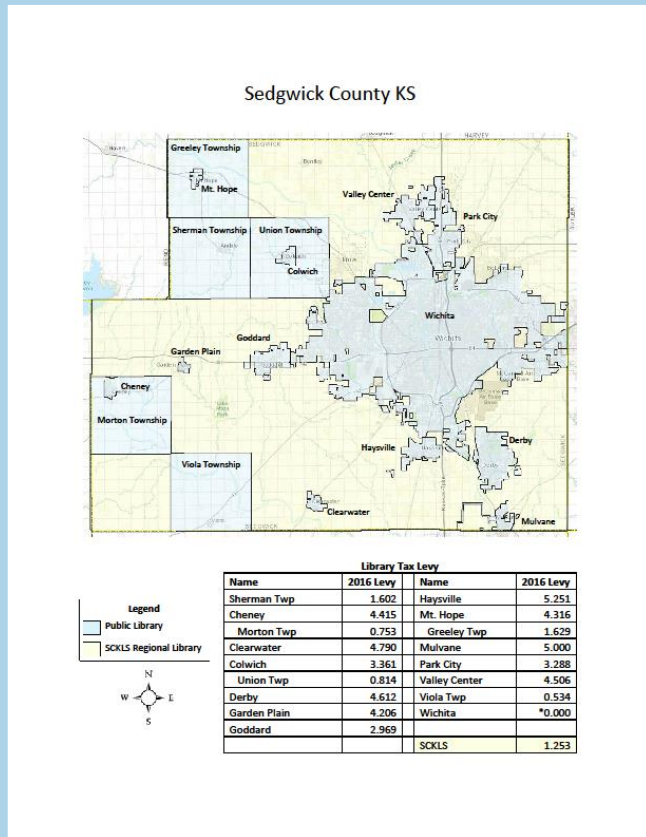 Sedgwick County KS
HARVEY
SEDGWICK
Greeley Township
Mt. Hope
Valley Center
Park City
Sherman Township
Union Township
Colwich
Wichita
Goddard
Garden Plain
Cheney
Morton Township
Viola Township
Haysville
Derby
Clearwater
Mulvane
SEDGWICK
Library Tax Levy
Name 2016 Levy Name 2016 Levy
Sherman Twp 1.602 Haysville 5.251
Cheney 4.415 Mt. Hope 4.316
Morton Twp 0.753 Greeley Twp 1.629
Clearwater 4.790 Mulvane 5.000
Colwich 3.361 Park City 3.288
Union Twp 0.814 Valley Center 4.506
Derby 4.612 Viola Twp 0.534
Garden Plain 4.206 Wichita *0.000
Goddard 2.969
SCKLS 1.253
Legend
Public Library
SCKLS Regional Library
N
W E
S